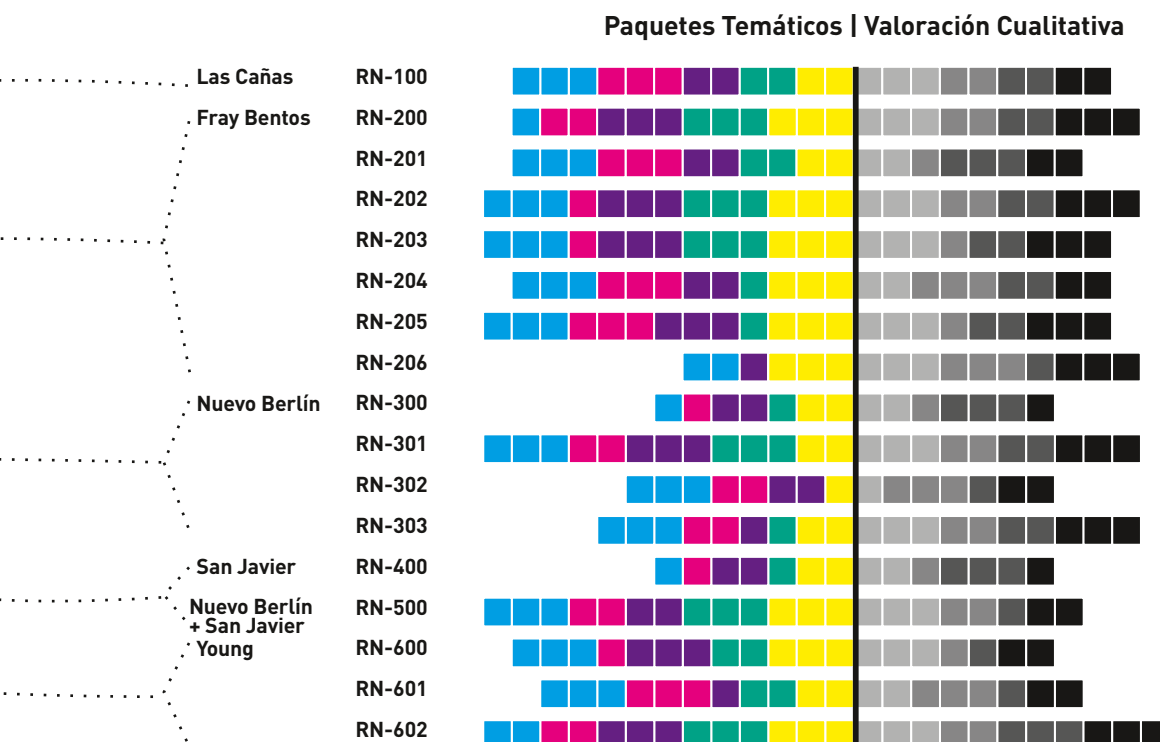 Paquetes Temáticos | Valoración Cualitativa
Las Cañas RN-100
Fray Bentos RN-200
RN-201
RN-202
RN-203
RN-204
RN-205
RN-206
Nuevo Berlín RN-300
RN-301
RN-302
RN-303
San Javier RN-400
Nuevo Berlín RN-500
+ San Javier
Young RN-600
RN-601
RN-602